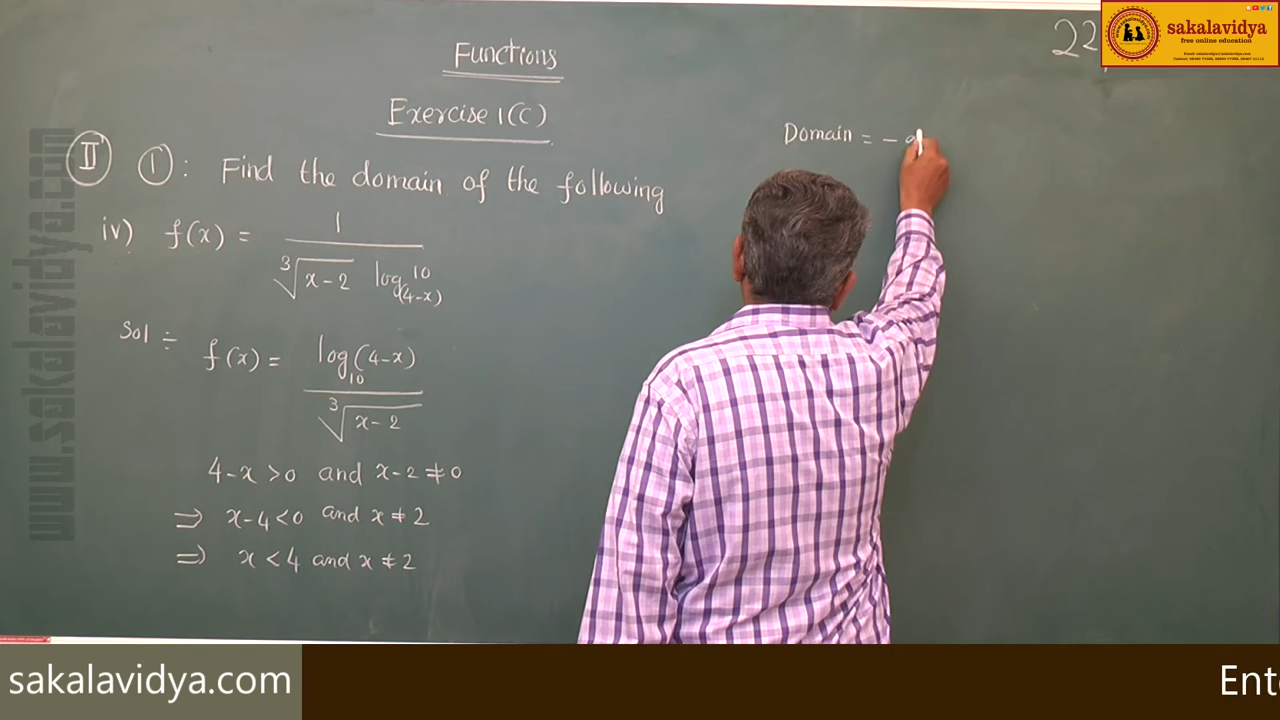 Functions
Exercise 1(C)
II 1 : Find the domain of the following
iv) f(x) = 1 / ∛(x-2) log_(4-x) 10
Sol ÷ f(x) = log_10 (4-x) / ∛(x-2)
4-x >0 and x-2 ≠ 0
⇒ x-4 <0 and x ≠ 2
⇒ x < 4 and x ≠ 2
Domain = -
22
sakalavidya
free online education
www.sakalavidya.com
sakalavidya.com
Ent